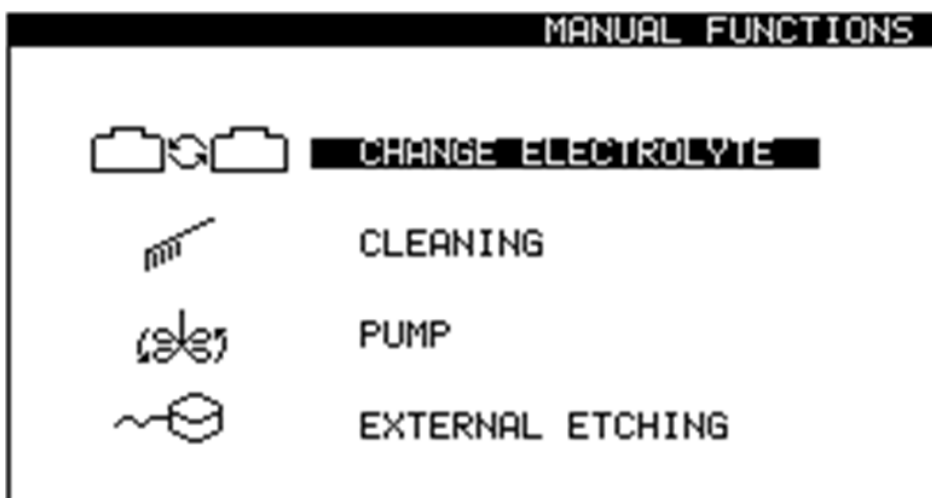 MANUAL FUNCTIONS
CHANGE ELECTROLYTE
CLEANING
PUMP
EXTERNAL ETCHING